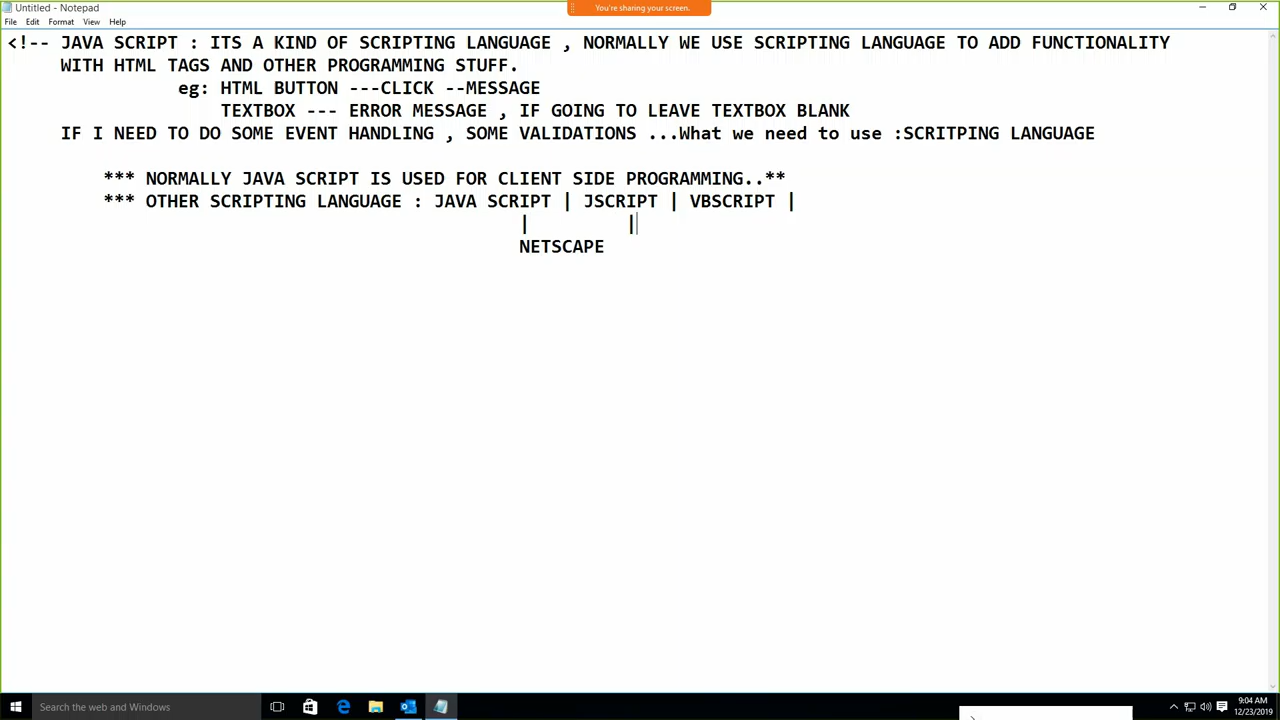 Untitled - Notepad
You're sharing your screen.
File Edit Format View Help
<!-- JAVA SCRIPT : ITS A KIND OF SCRIPTING LANGUAGE , NORMALLY WE USE SCRIPTING LANGUAGE TO ADD FUNCTIONALITY
WITH HTML TAGS AND OTHER PROGRAMMING STUFF.
eg: HTML BUTTON ---CLICK --MESSAGE
TEXTBOX --- ERROR MESSAGE , IF GOING TO LEAVE TEXTBOX BLANK
IF I NEED TO DO SOME EVENT HANDLING , SOME VALIDATIONS ...What we need to use :SCRITPING LANGUAGE
*** NORMALLY JAVA SCRIPT IS USED FOR CLIENT SIDE PROGRAMMING..**
*** OTHER SCRIPTING LANGUAGE : JAVA SCRIPT | JSCRIPT | VBSCRIPT |
| |
NETSCAPE
Search the web and Windows
9:04 AM
12/23/2019